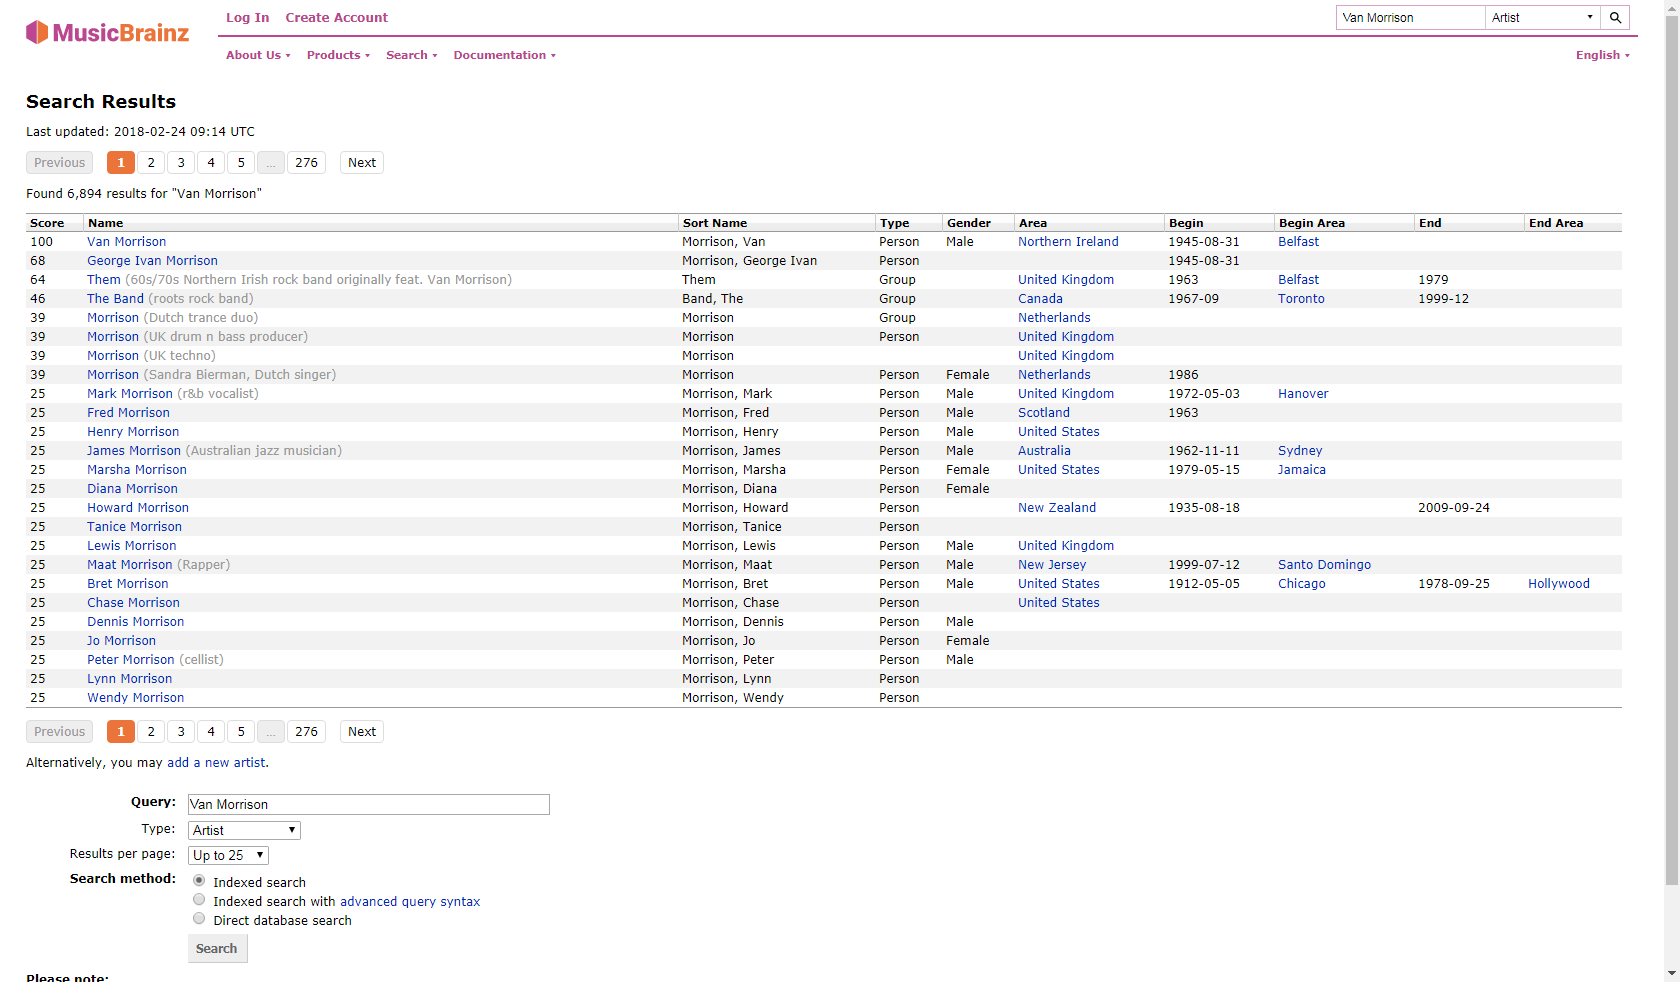 MusicBrainz
Log In Create Account
Van Morrison Artist
About Us Products Search Documentation English
Search Results
Last updated: 2018-02-24 09:14 UTC
Previous 1 2 3 4 5 ... 276 Next
Found 6,894 results for "Van Morrison"
Score Name Sort Name Type Gender Area Begin Begin Area End End Area
100 Van Morrison Morrison, Van Person Male Northern Ireland 1945-08-31 Belfast
68 George Ivan Morrison Morrison, George Ivan Person 1945-08-31
64 Them (60s/70s Northern Irish rock band originally feat. Van Morrison) Them Group United Kingdom 1963 Belfast 1979
46 The Band (roots rock band) Band, The Group Canada 1967-09 Toronto 1999-12
39 Morrison (Dutch trance duo) Morrison Group Netherlands
39 Morrison (UK drum n bass producer) Morrison Person United Kingdom
39 Morrison (UK techno) Morrison United Kingdom
39 Morrison (Sandra Bierman, Dutch singer) Morrison Person Female Netherlands 1986
25 Mark Morrison (r&b vocalist) Morrison, Mark Person Male United Kingdom 1972-05-03 Hanover
25 Fred Morrison Morrison, Fred Person Male Scotland 1963
25 Henry Morrison Morrison, Henry Person Male United States
25 James Morrison (Australian jazz musician) Morrison, James Person Male Australia 1962-11-11 Sydney
25 Marsha Morrison Morrison, Marsha Person Female United States 1979-05-15 Jamaica
25 Diana Morrison Morrison, Diana Person Female
25 Howard Morrison Morrison, Howard Person New Zealand 1935-08-18 2009-09-24
25 Tanice Morrison Morrison, Tanice Person
25 Lewis Morrison Morrison, Lewis Person Male United Kingdom
25 Maat Morrison (Rapper) Morrison, Maat Person Male New Jersey 1999-07-12 Santo Domingo
25 Bret Morrison Morrison, Bret Person Male United States 1912-05-05 Chicago 1978-09-25 Hollywood
25 Chase Morrison Morrison, Chase Person United States
25 Dennis Morrison Morrison, Dennis Person Male
25 Jo Morrison Morrison, Jo Person Female
25 Peter Morrison (cellist) Morrison, Peter Person Male
25 Lynn Morrison Morrison, Lynn Person
25 Wendy Morrison Morrison, Wendy Person
Previous 1 2 3 4 5 ... 276 Next
Alternatively, you may add a new artist.
Query: Van Morrison
Type: Artist
Results per page: Up to 25
Search method: Indexed search
Indexed search with advanced query syntax
Direct database search
Search
Please note: